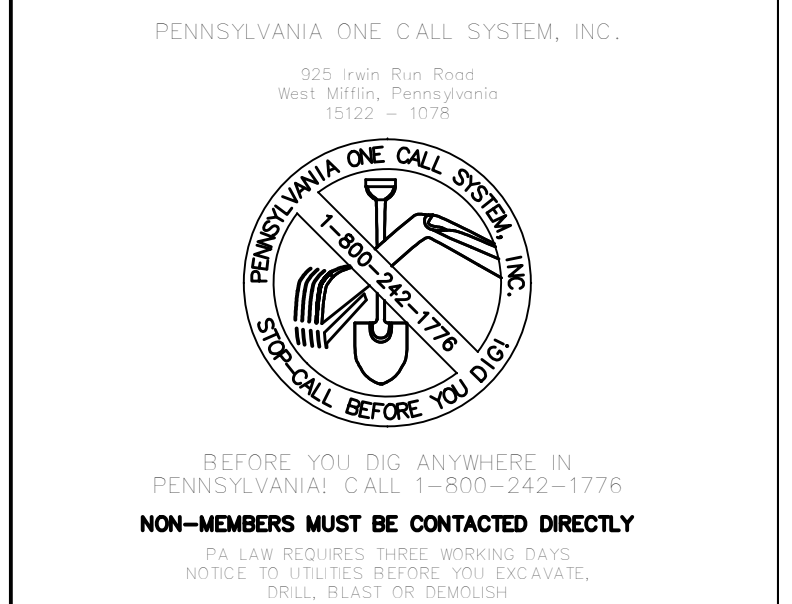 PENNSYLVANIA ONE CALL SYSTEM, INC.
925 Irwin Run Road
West Mifflin, Pennsylvania
15122 - 1078
PENNSYLVANIA ONE CALL SYSTEM, INC.
1-800-242-1776
STOP-CALL BEFORE YOU DIG!
BEFORE YOU DIG ANYWHERE IN
PENNSYLVANIA! CALL 1-800-242-1776
NON-MEMBERS MUST BE CONTACTED DIRECTLY
PA LAW REQUIRES THREE WORKING DAYS
NOTICE TO UTILITIES BEFORE YOU EXCAVATE,
DRILL, BLAST OR DEMOLISH